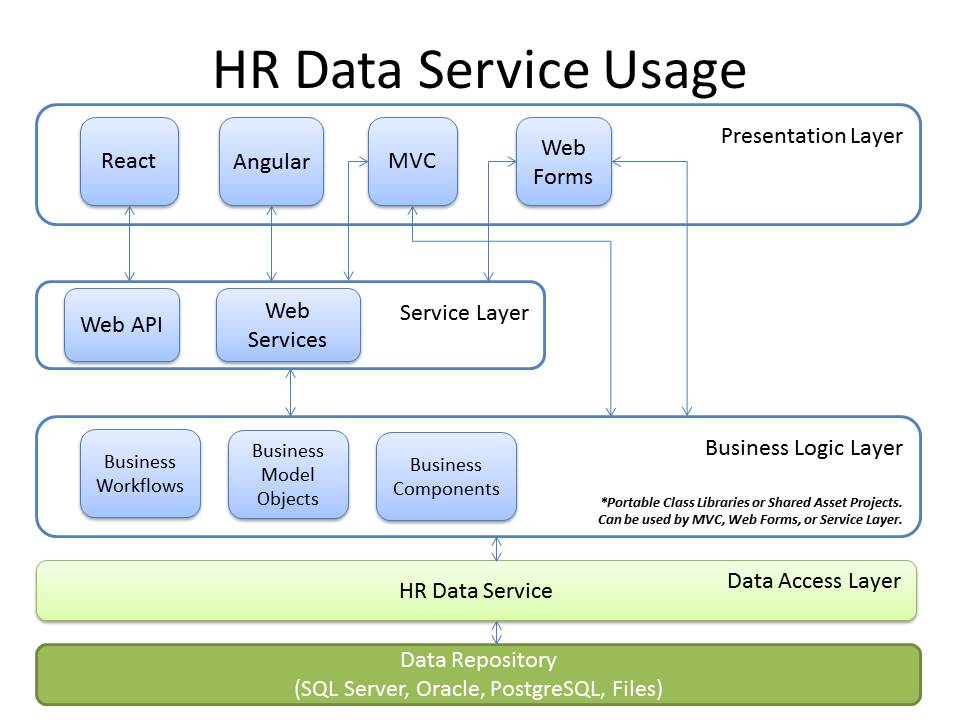 HR Data Service Usage
Presentation Layer
React
Angular
MVC
Web
Forms
Service Layer
Web API
Web
Services
Business Logic Layer
Business
Workflows
Business
Model
Objects
Business
Components
*Portable Class Libraries or Shared Asset Projects.
Can be used by MVC, Web Forms, or Service Layer.
Data Access Layer
HR Data Service
Data Repository
(SQL Server, Oracle, PostgreSQL, Files)